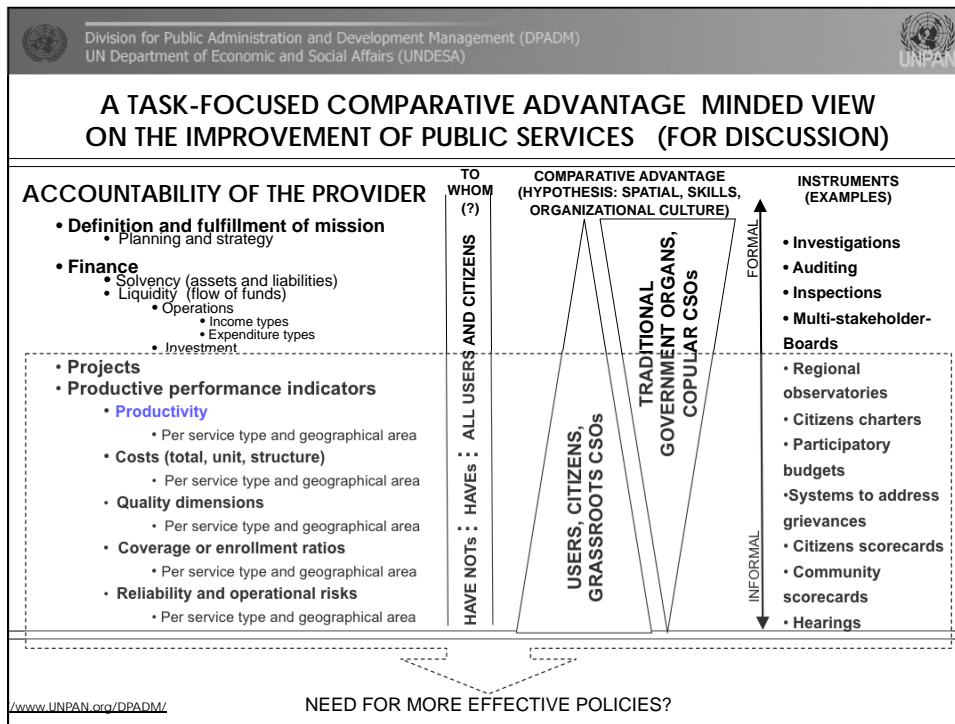 Division for Public Administration and Development Management (DPADM)
UN Department of Economic and Social Affairs (UNDESA)
UNPAN
A TASK-FOCUSED COMPARATIVE ADVANTAGE MINDED VIEW
ON THE IMPROVEMENT OF PUBLIC SERVICES (FOR DISCUSSION)
ACCOUNTABILITY OF THE PROVIDER
• Definition and fulfillment of mission
• Planning and strategy
• Finance
• Solvency (assets and liabilities)
• Liquidity (flow of funds)
• Operations
• Income types
• Expenditure types
• Investment
• Projects
• Productive performance indicators
• Productivity
• Per service type and geographical area
• Costs (total, unit, structure)
• Per service type and geographical area
• Quality dimensions
• Per service type and geographical area
• Coverage or enrollment ratios
• Per service type and geographical area
• Reliability and operational risks
• Per service type and geographical area
TO
WHOM
(?)
HAVE NOTs : HAVEs : ALL USERS AND CITIZENS
COMPARATIVE ADVANTAGE
(HYPOTHESIS: SPATIAL, SKILLS,
ORGANIZATIONAL CULTURE)
USERS, CITIZENS,
GRASSROOTS CSOs
TRADITIONAL
GOVERNMENT ORGANS,
COPULAR CSOs
FORMAL
INFORMAL
INSTRUMENTS
(EXAMPLES)
• Investigations
• Auditing
• Inspections
• Multi-stakeholder-
Boards
• Regional
observatories
• Citizens charters
• Participatory
budgets
•Systems to address
grievances
• Citizens scorecards
• Community
scorecards
• Hearings
/www.UNPAN.org/DPADM/
NEED FOR MORE EFFECTIVE POLICIES?